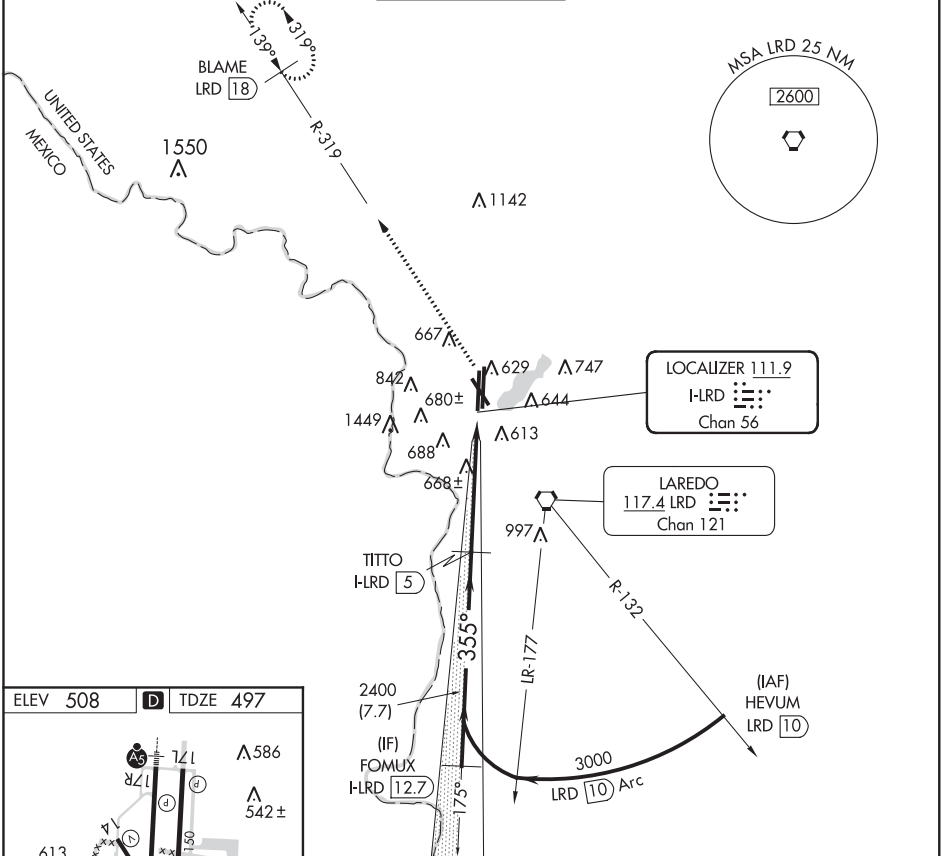 139°
319°
BLAME
LRD 18
R-319
UNITED STATES
MEXICO
1550
1142
MSA LRD 25 NM
2600
667
629
747
842
680±
644
1449
613
688
668±
LOCALIZER 111.9
I-LRD
Chan 56
LAREDO
117.4 LRD
Chan 121
997
TITTO
I-LRD 5
355°
LR-177
R-132
2400
(7.7)
(IF)
FOMUX
I-LRD 12.7
175°
(IAF)
HEVUM
LRD 10
3000
LRD 10 Arc
ELEV 508
D
TDZE 497
A5
17L
17R
586
P
P
542±
14
V
150
613